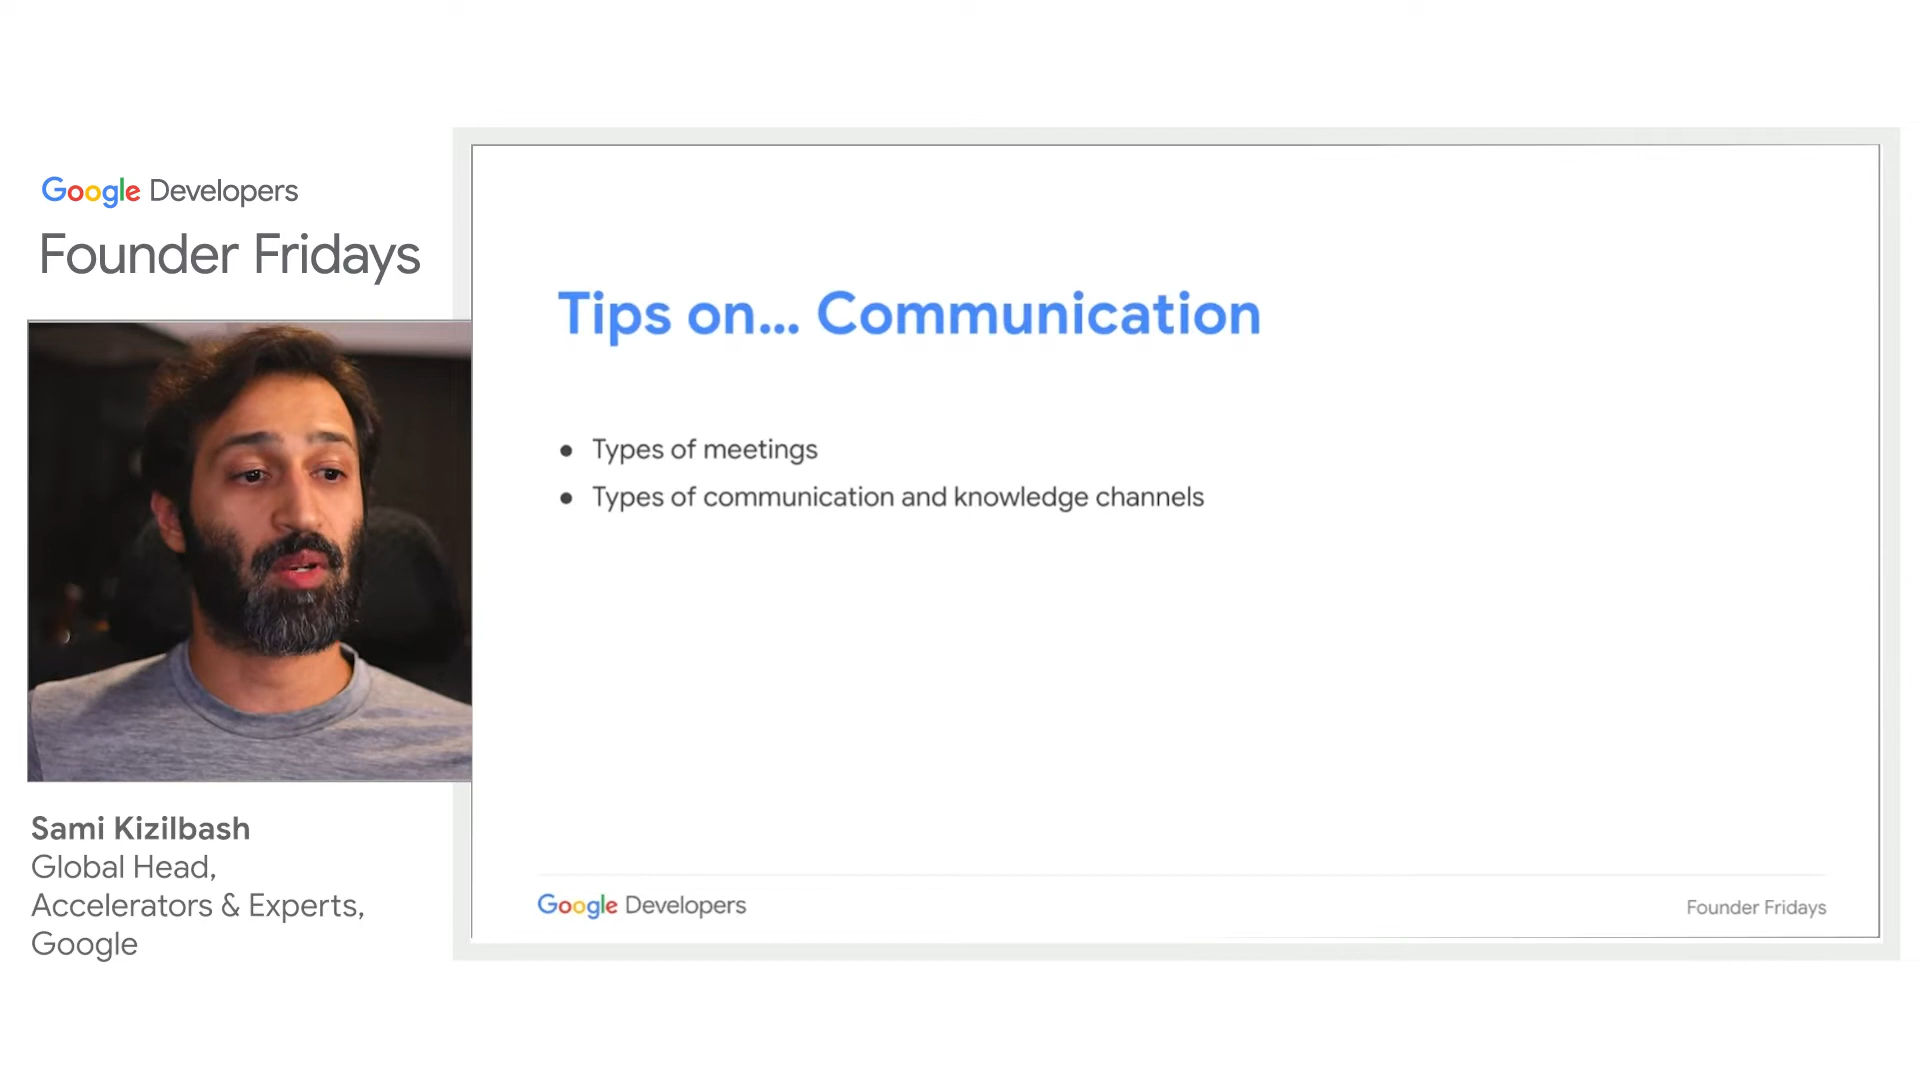 Google Developers
Founder Fridays
Sami Kizilbash
Global Head,
Accelerators & Experts,
Google
Tips on... Communication
● Types of meetings
● Types of communication and knowledge channels
Google Developers
Founder Fridays